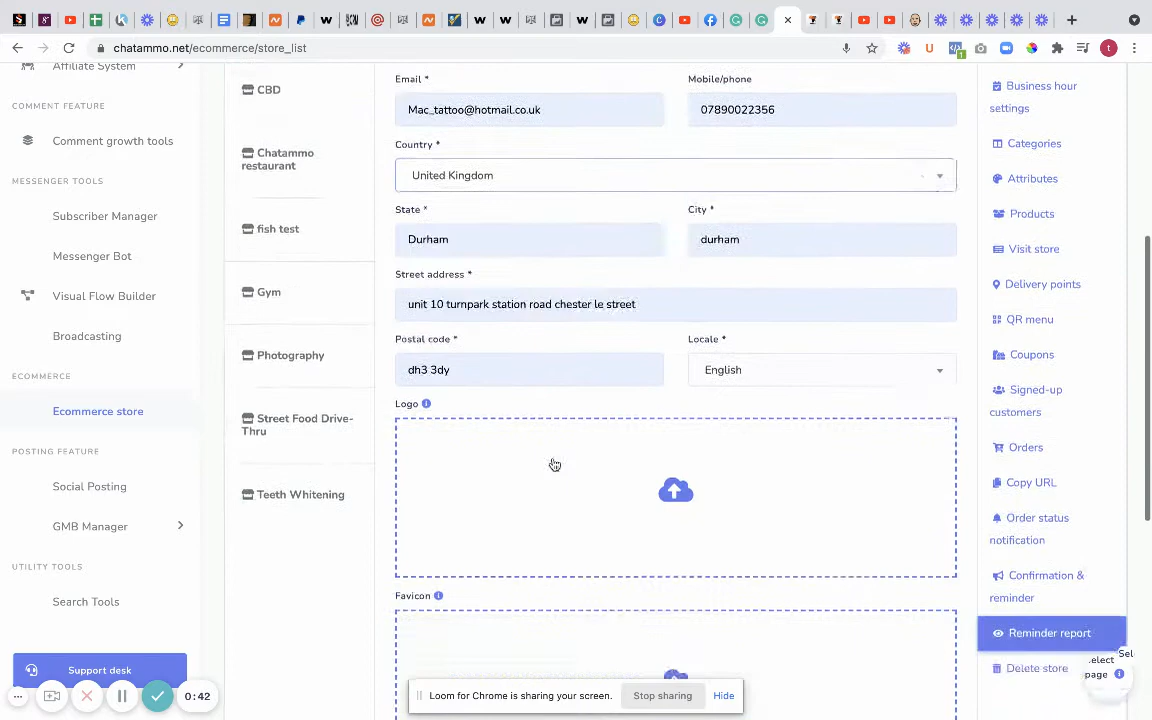 chatammo.net/ecommerce/store_list
Affiliate System
COMMENT FEATURE
Comment growth tools
MESSENGER TOOLS
Subscriber Manager
Messenger Bot
Visual Flow Builder
Broadcasting
ECOMMERCE
Ecommerce store
POSTING FEATURE
Social Posting
GMB Manager
UTILITY TOOLS
Search Tools
Support desk
0:42
CBD
Chatammo
restaurant
fish test
Gym
Photography
Street Food Drive-
Thru
Teeth Whitening
Email *
Mobile/phone
Mac_tattoo@hotmail.co.uk
07890022356
Country *
United Kingdom
State *
City *
Durham
durham
Street address *
unit 10 turnpark station road chester le street
Postal code *
Locale *
dh3 3dy
English
Logo
Favicon
Loom for Chrome is sharing your screen.
Stop sharing
Hide
Business hour
settings
Categories
Attributes
Products
Visit store
Delivery points
QR menu
Coupons
Signed-up
customers
Orders
Copy URL
Order status
notification
Confirmation &
reminder
Reminder report
Delete store
Sel
elect
page